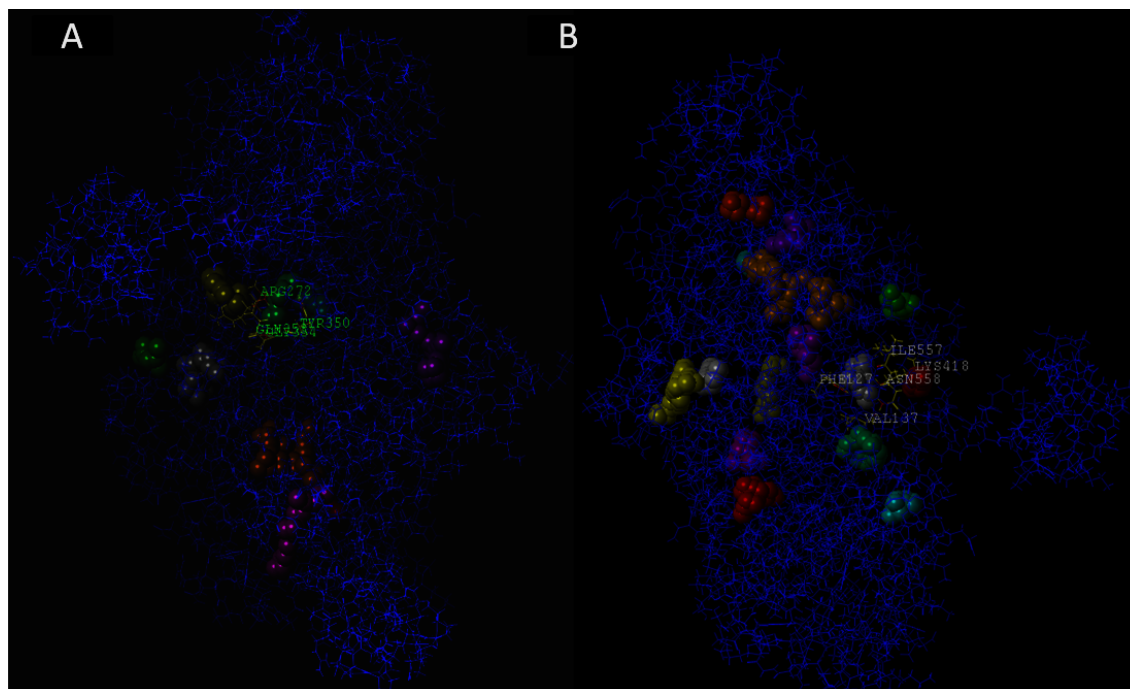 A
B
ARG272
TYR350
ILE557
LYS418
PHE127
ASN558
VAL137